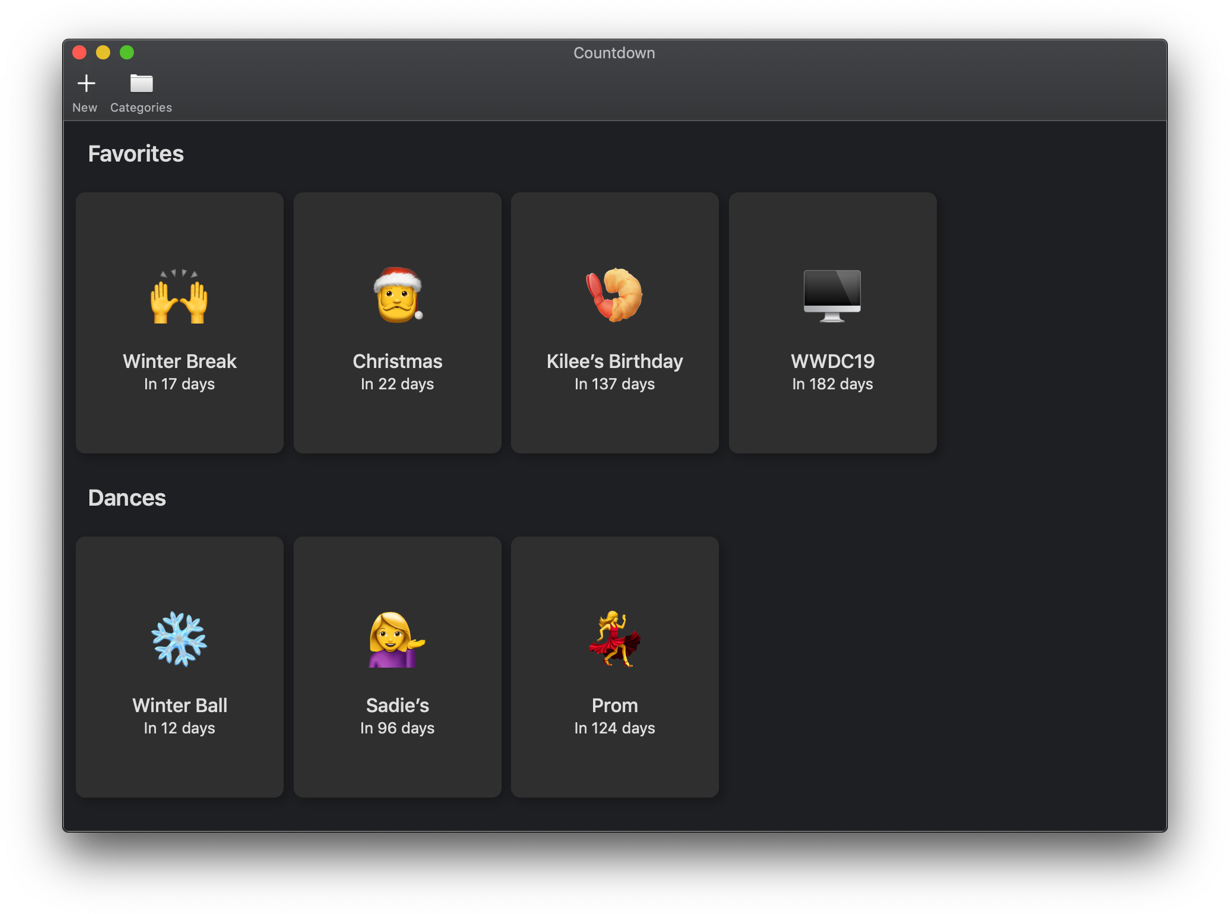 Countdown
New
Categories
Favorites
Winter Break
In 17 days
Christmas
In 22 days
Kilee’s Birthday
In 137 days
WWDC19
In 182 days
Dances
Winter Ball
In 12 days
Sadie’s
In 96 days
Prom
In 124 days